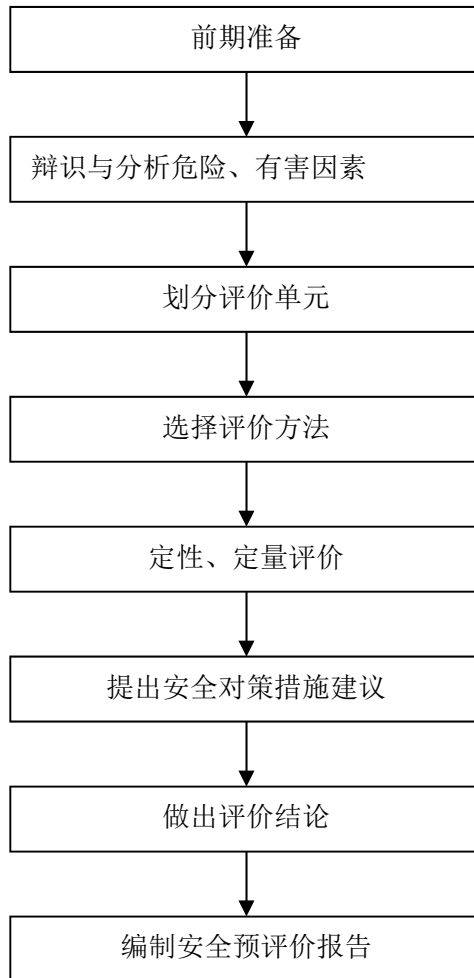 前期准备
辩识与分析危险、有害因素
划分评价单元
选择评价方法
定性、定量评价
提出安全对策措施建议
做出评价结论
编制安全预评价报告